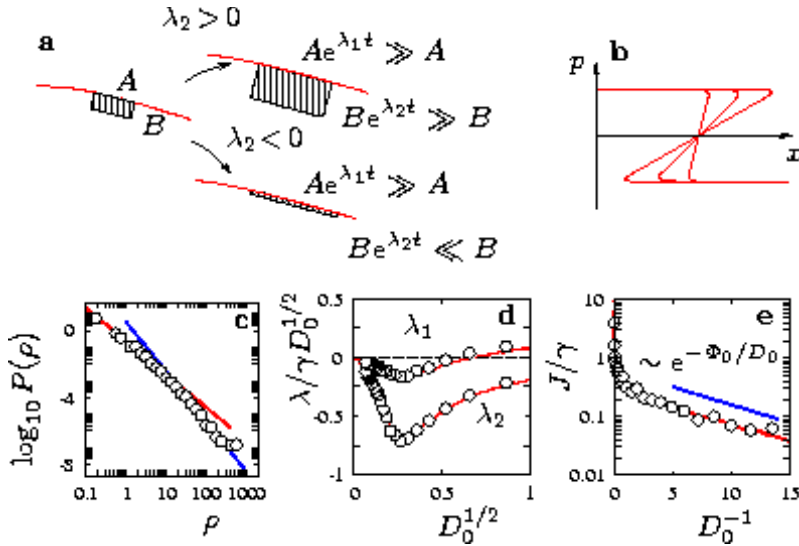 a
λ₂ > 0
A
B
Ae^{λ₁t} ≫ A
Be^{λ₂t} ≫ B
λ₂ < 0
Ae^{λ₁t} ≫ A
Be^{λ₂t} ≪ B
b
p
x
c
log₁₀ P(ρ)
0
-4
-8
0.1 1 10 100 1000
ρ
d
λ/γD₀^{1/2}
0.5
0
-0.5
-1
λ₁
λ₂
0 0.5 1
D₀^{1/2}
e
J/γ
10
1
0.1
0.01
∼ e^{−Φ₀/D₀}
0 5 10 15
D₀^{−1}